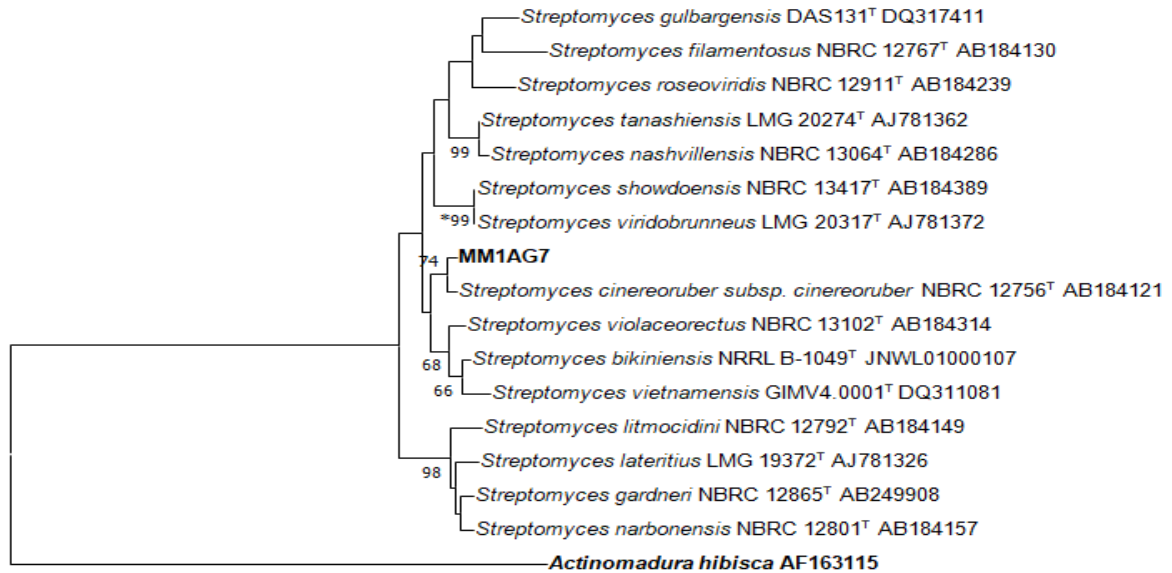 Streptomyces gulbargensis DAS131ᵀ DQ317411
Streptomyces filamentosus NBRC 12767ᵀ AB184130
Streptomyces roseoviridis NBRC 12911ᵀ AB184239
Streptomyces tanashiensis LMG 20274ᵀ AJ781362
99
Streptomyces nashvillensis NBRC 13064ᵀ AB184286
Streptomyces showdoensis NBRC 13417ᵀ AB184389
*99
Streptomyces viridobrunneus LMG 20317ᵀ AJ781372
74
MM1AG7
Streptomyces cinereoruber subsp. cinereoruber NBRC 12756ᵀ AB184121
Streptomyces violaceorectus NBRC 13102ᵀ AB184314
68
Streptomyces bikiniensis NRRL B-1049ᵀ JNWL01000107
66
Streptomyces vietnamensis GIMV4.0001ᵀ DQ311081
Streptomyces litmocidini NBRC 12792ᵀ AB184149
98
Streptomyces lateritius LMG 19372ᵀ AJ781326
Streptomyces gardneri NBRC 12865ᵀ AB249908
Streptomyces narbonensis NBRC 12801ᵀ AB184157
Actinomadura hibisca AF163115